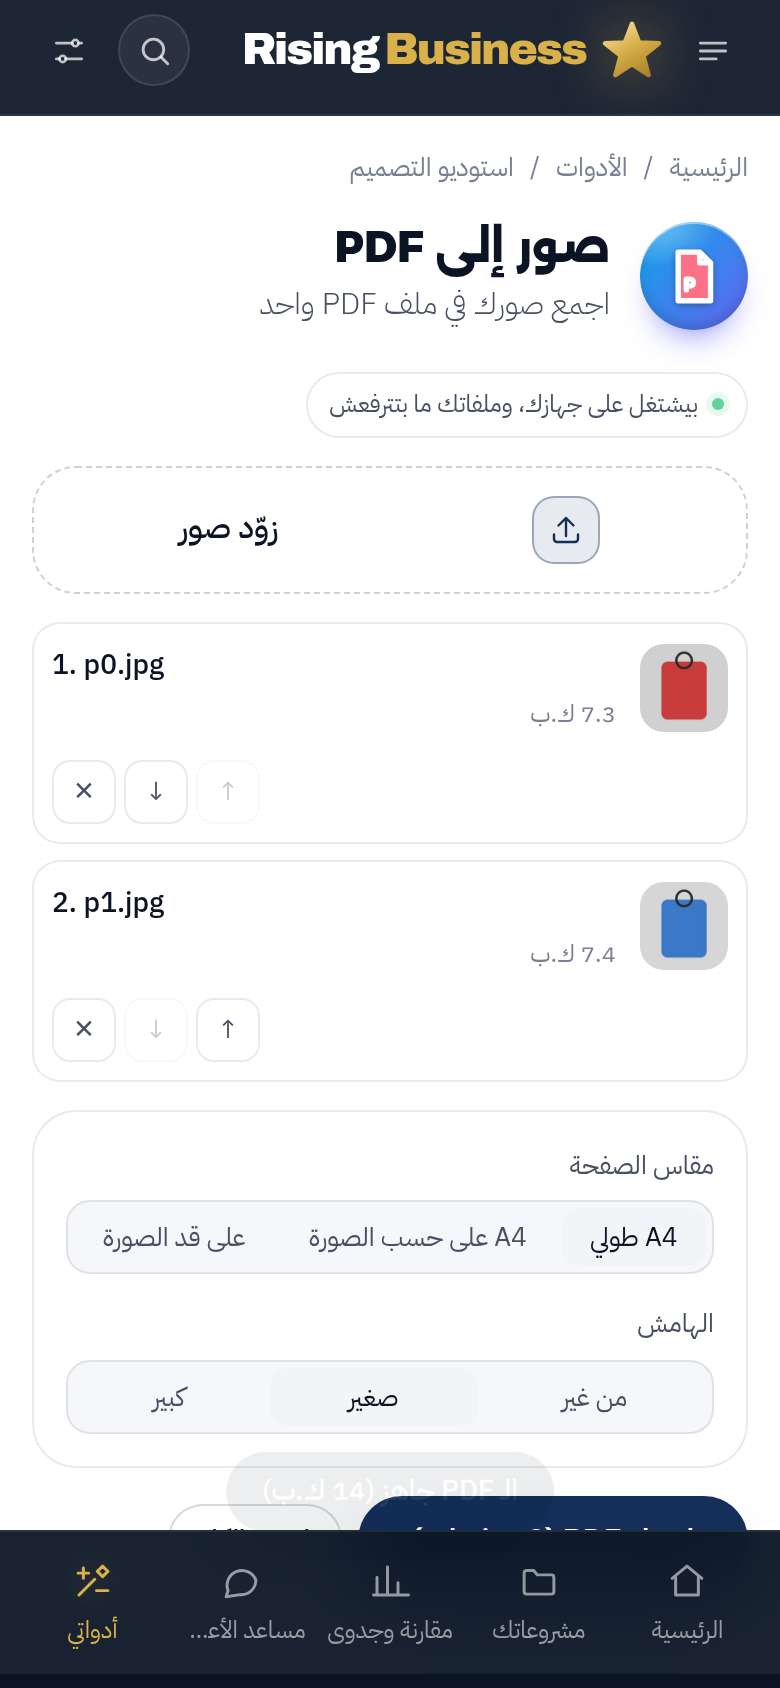 Rising Business
الرئيسية / الأدوات / استوديو التصميم
صور إلى PDF
اجمع صورك في ملف PDF واحد
بيشتغل على جهازك، وملفاتك ما بتترفعش
زوّد صور
1. p0.jpg
7.3 ك.ب
2. p1.jpg
7.4 ك.ب
مقاس الصفحة
A4 طولي
A4 على حسب الصورة
على قد الصورة
الهامش
من غير
صغير
كبير
الـ PDF جاهز (14 ك.ب)
الرئيسية
مشروعاتك
مقارنة وجدوى
مساعد الأع...
أدواتي